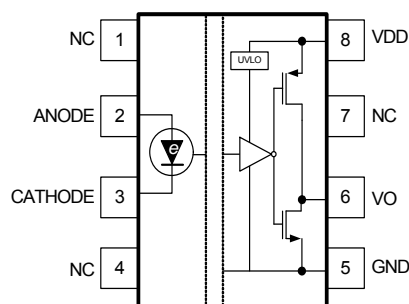 NC 1
ANODE 2
CATHODE 3
NC 4
e
UVLO
8 VDD
7 NC
6 VO
5 GND